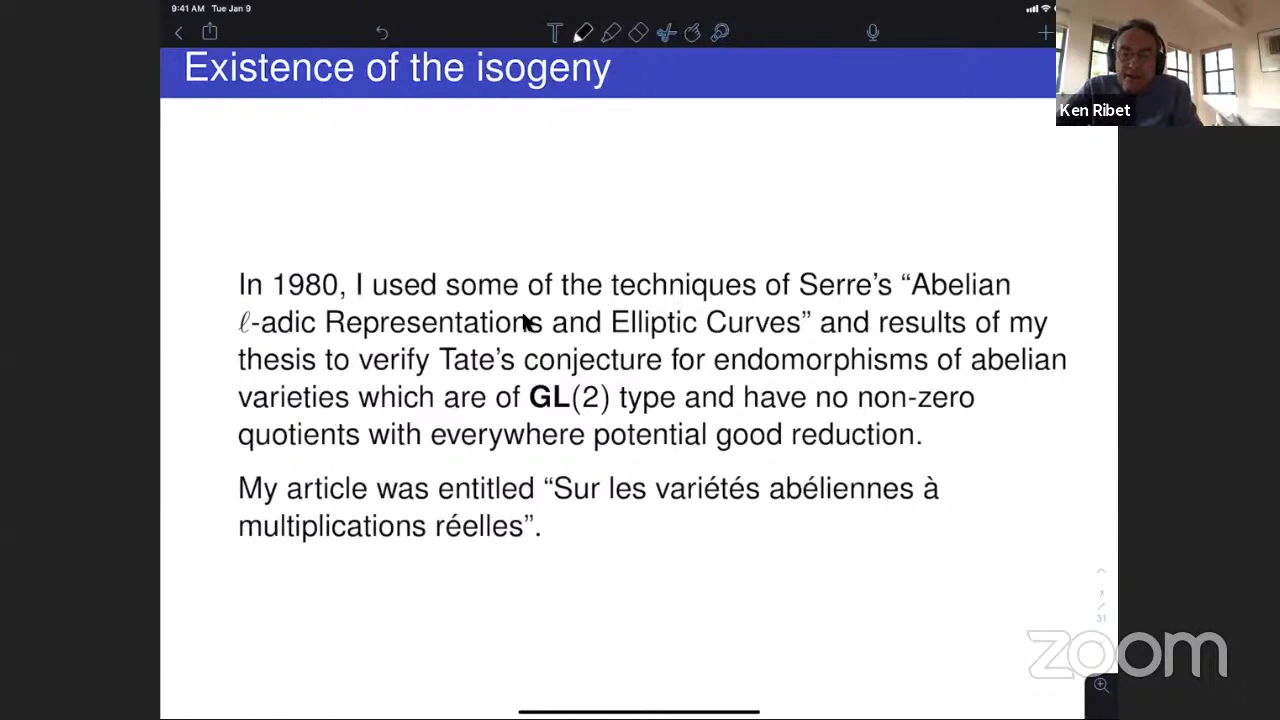 9:41 AM Tue Jan 9
Existence of the isogeny
Ken Ribet
In 1980, I used some of the techniques of Serre's “Abelian
ℓ-adic Representations and Elliptic Curves” and results of my
thesis to verify Tate's conjecture for endomorphisms of abelian
varieties which are of GL(2) type and have no non-zero
quotients with everywhere potential good reduction.
My article was entitled “Sur les variétés abéliennes à
multiplications réelles”.
31
zoom